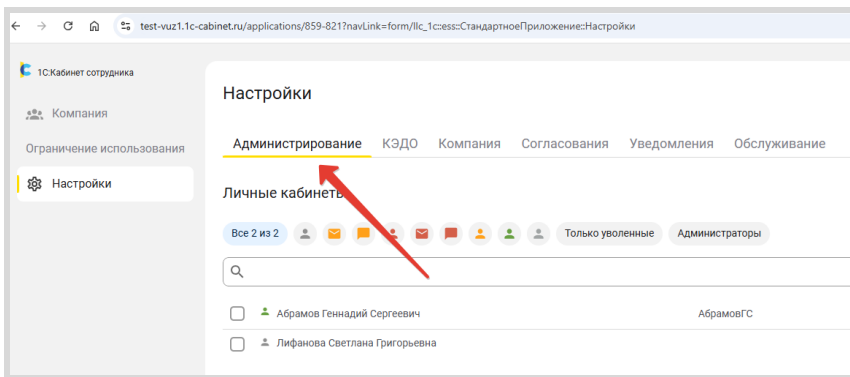 test-vuz1.1c-cabinet.ru/applications/859-821?navLink=form/llc_1c::ess::СтандартноеПриложение::Настройки
1С:Кабинет сотрудника
Компания
Ограничение использования
Настройки
Настройки
Администрирование КЭДО Компания Согласования Уведомления Обслуживание
Личные кабинеты
Все 2 из 2 Только уволенные Администраторы
Абрамов Геннадий Сергеевич АбрамовГС
Лифанова Светлана Григорьевна